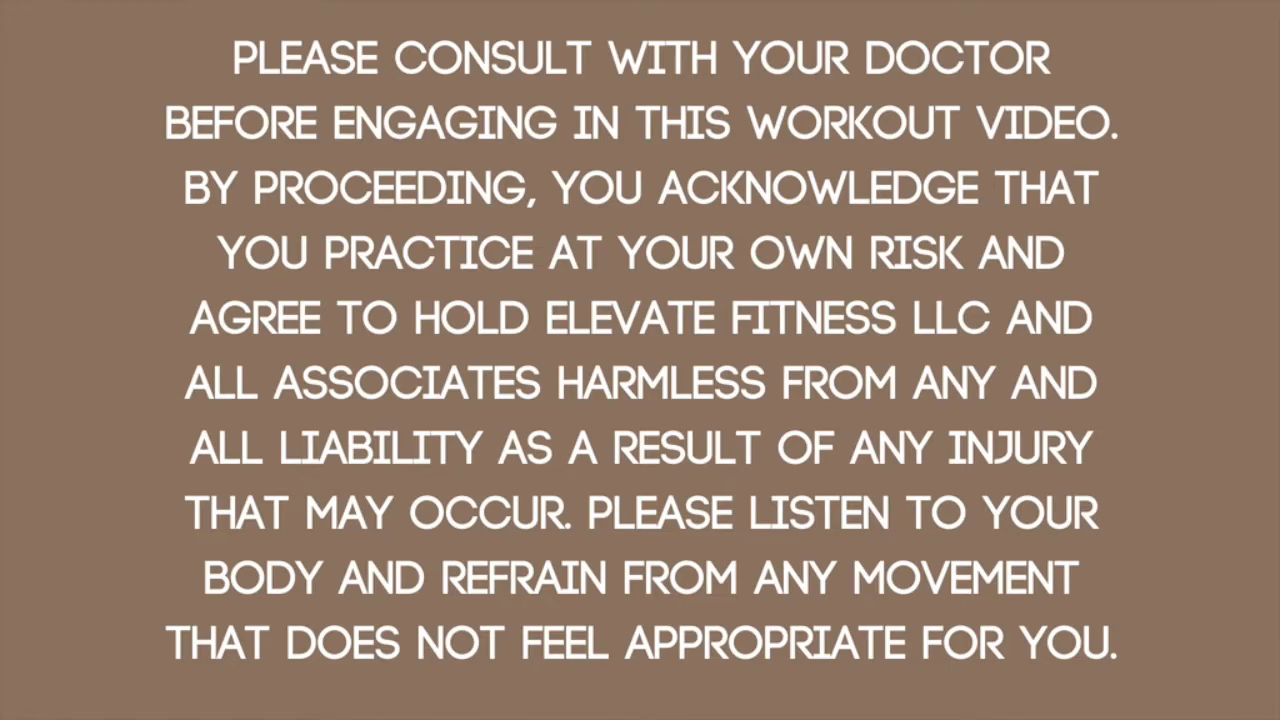 PLEASE CONSULT WITH YOUR DOCTOR
BEFORE ENGAGING IN THIS WORKOUT VIDEO.
BY PROCEEDING, YOU ACKNOWLEDGE THAT
YOU PRACTICE AT YOUR OWN RISK AND
AGREE TO HOLD ELEVATE FITNESS LLC AND
ALL ASSOCIATES HARMLESS FROM ANY AND
ALL LIABILITY AS A RESULT OF ANY INJURY
THAT MAY OCCUR. PLEASE LISTEN TO YOUR
BODY AND REFRAIN FROM ANY MOVEMENT
THAT DOES NOT FEEL APPROPRIATE FOR YOU.